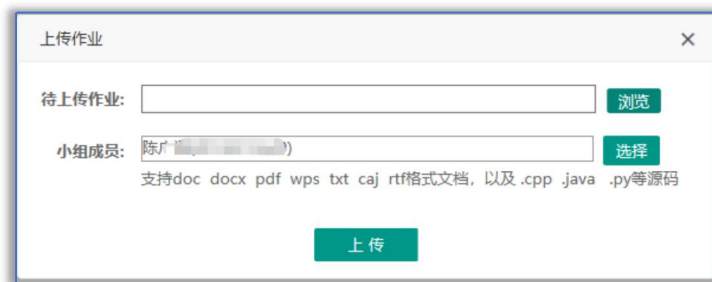 上传作业
待上传作业:
浏览
小组成员:
陈广
)
选择
支持doc docx pdf wps txt caj rtf格式文档，以及 .cpp .java .py等源码
上 传